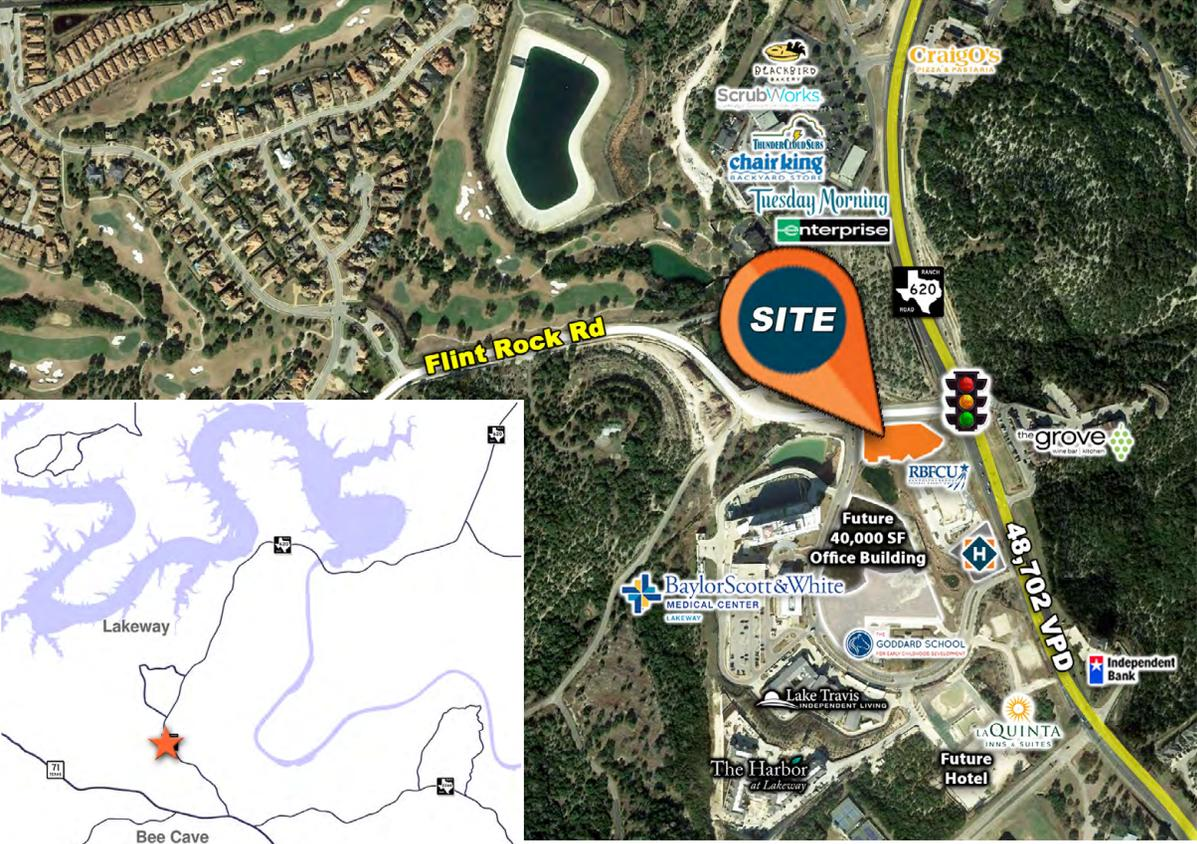 BLACKBIRD
BAKERY
ScrubWorks
CraigO's
PIZZA & PASTARIA
THUNDERCLOUD SUBS
chair king
BACKYARD STORE
Tuesday Morning
enterprise
RANCH
620
ROAD
SITE
Flint Rock Rd
the grove
wine bar | kitchen
RBFCU
Future
40,000 SF
Office Building
H
48,702 VPD
BaylorScott&White
MEDICAL CENTER
LAKEWAY
THE
GODDARD SCHOOL
FOR EARLY CHILDHOOD DEVELOPMENT
Independent
Bank
Lake Travis
INDEPENDENT LIVING
LAQUINTA
INNS & SUITES
Future
Hotel
The Harbor
at Lakeway
620
Lakeway
71
TEXAS
Bee Cave